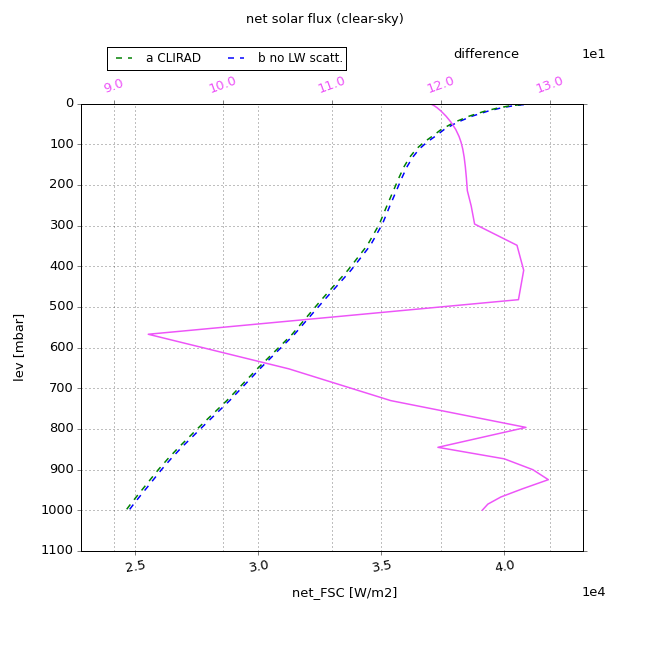 net solar flux (clear-sky)
a CLIRAD b no LW scatt. difference 1e1
9.0 10.0 11.0 12.0 13.0
0
100
200
300
400
500
600
700
800
900
1000
1100
lev [mbar]
2.5 3.0 3.5 4.0
net_FSC [W/m2] 1e4